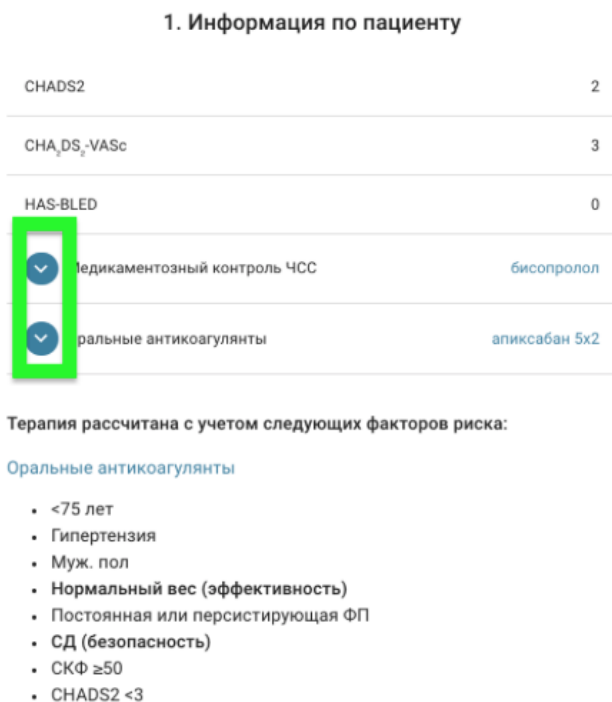 1. Информация по пациенту
CHADS2 2
CHA₂DS₂-VASc 3
HAS-BLED 0
Медикаментозный контроль ЧСС бисопролол
ральные антикоагулянты апиксабан 5x2
Терапия рассчитана с учетом следующих факторов риска:
Оральные антикоагулянты
• <75 лет
• Гипертензия
• Муж. пол
• Нормальный вес (эффективность)
• Постоянная или персистирующая ФП
• СД (безопасность)
• СКФ ≥50
• CHADS2 <3